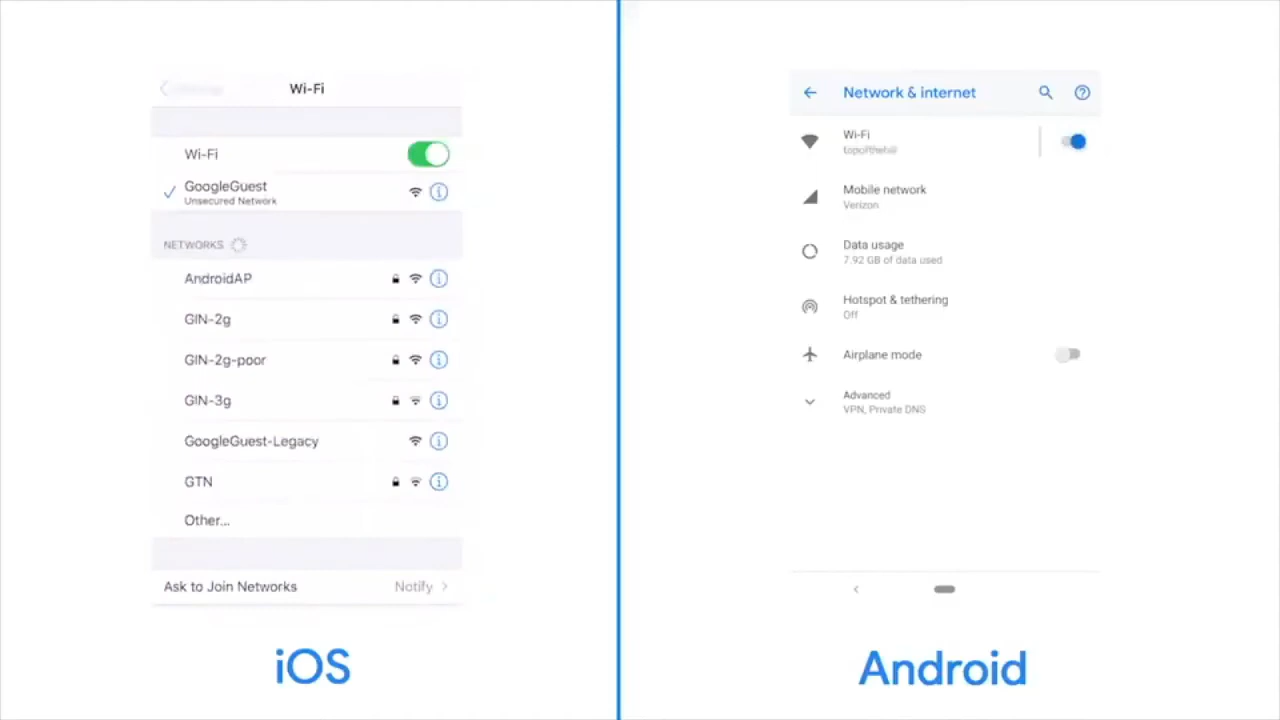 Wi-Fi
Wi-Fi
GoogleGuest
Unsecured Network
NETWORKS
AndroidAP
GIN-2g
GIN-2g-poor
GIN-3g
GoogleGuest-Legacy
GTN
Other...
Ask to Join Networks Notify
iOS
Network & internet
Wi-Fi
Mobile network
Verizon
Data usage
7.92 GB of data used
Hotspot & tethering
Off
Airplane mode
Advanced
VPN, Private DNS
Android